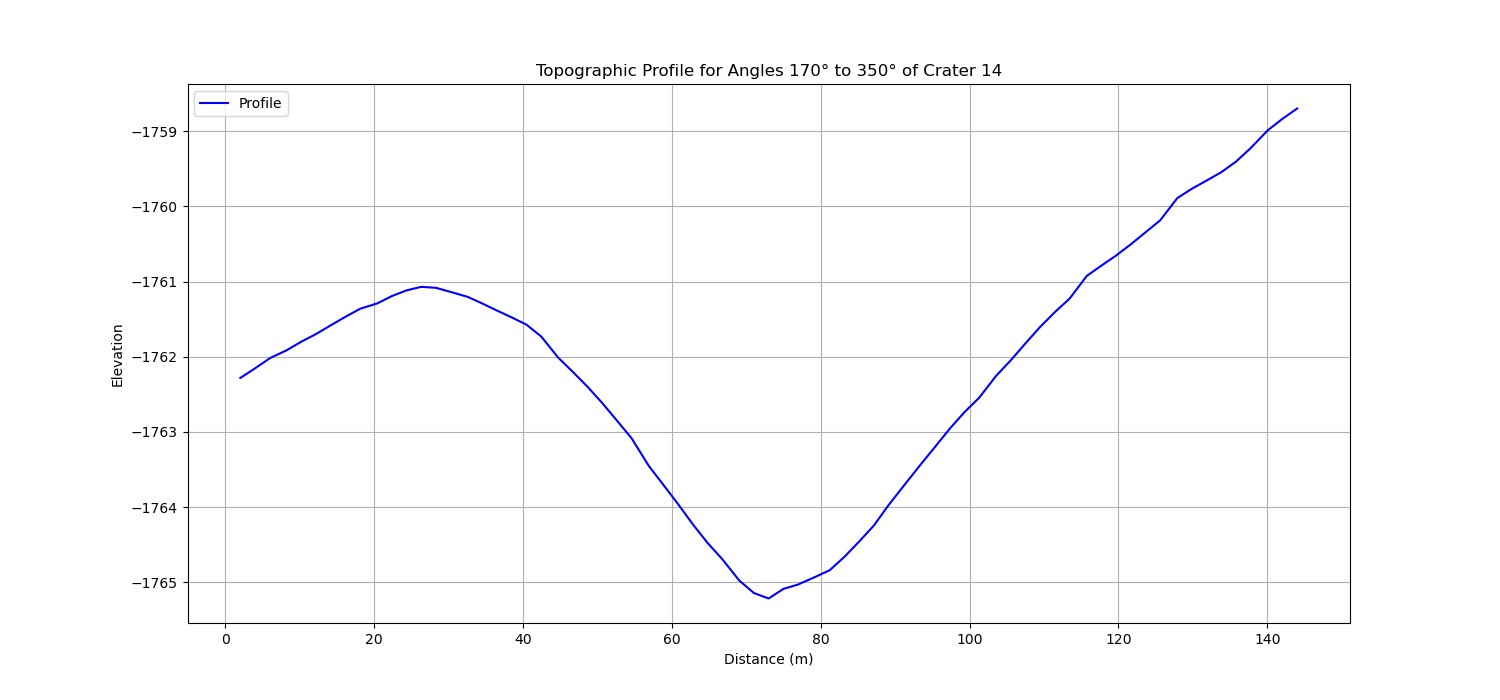 Topographic Profile for Angles 170° to 350° of Crater 14
Profile
−1759
−1760
−1761
−1762
−1763
−1764
−1765
Elevation
0 20 40 60 80 100 120 140
Distance (m)